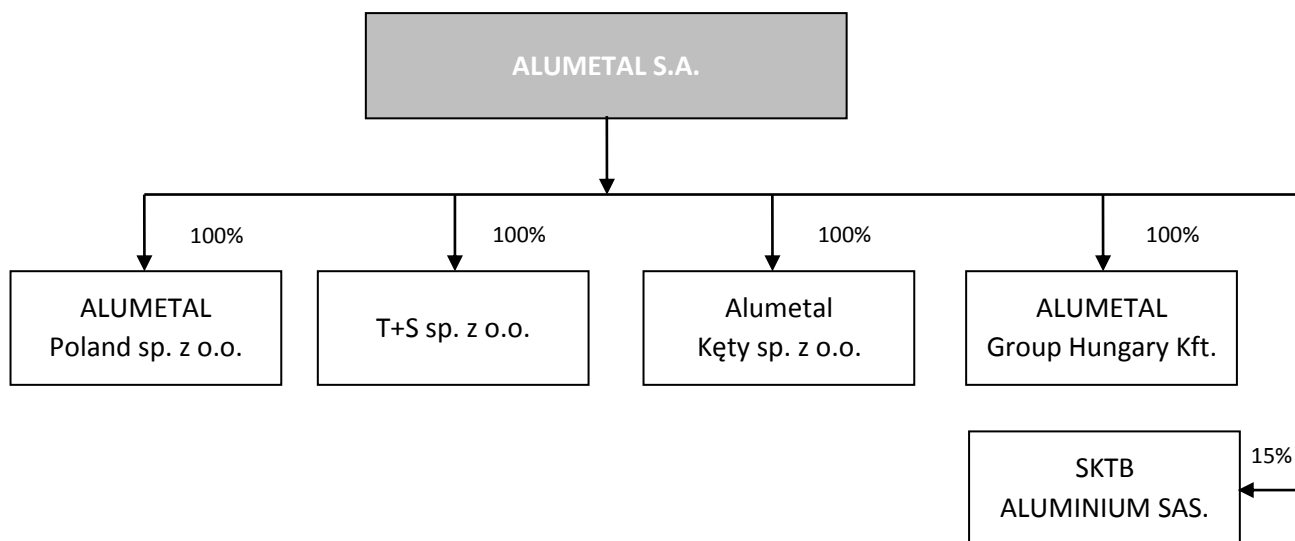 ALUMETAL S.A.
100%
100%
100%
100%
ALUMETAL
Poland sp. z o.o.
T+S sp. z o.o.
Alumetal
Kęty sp. z o.o.
ALUMETAL
Group Hungary Kft.
15%
SKTB
ALUMINIUM SAS.